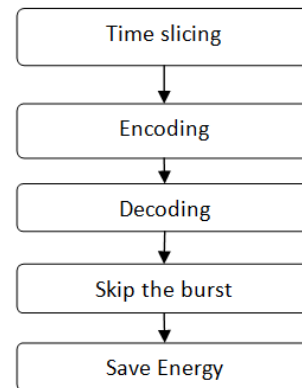 Time slicing
Encoding
Decoding
Skip the burst
Save Energy